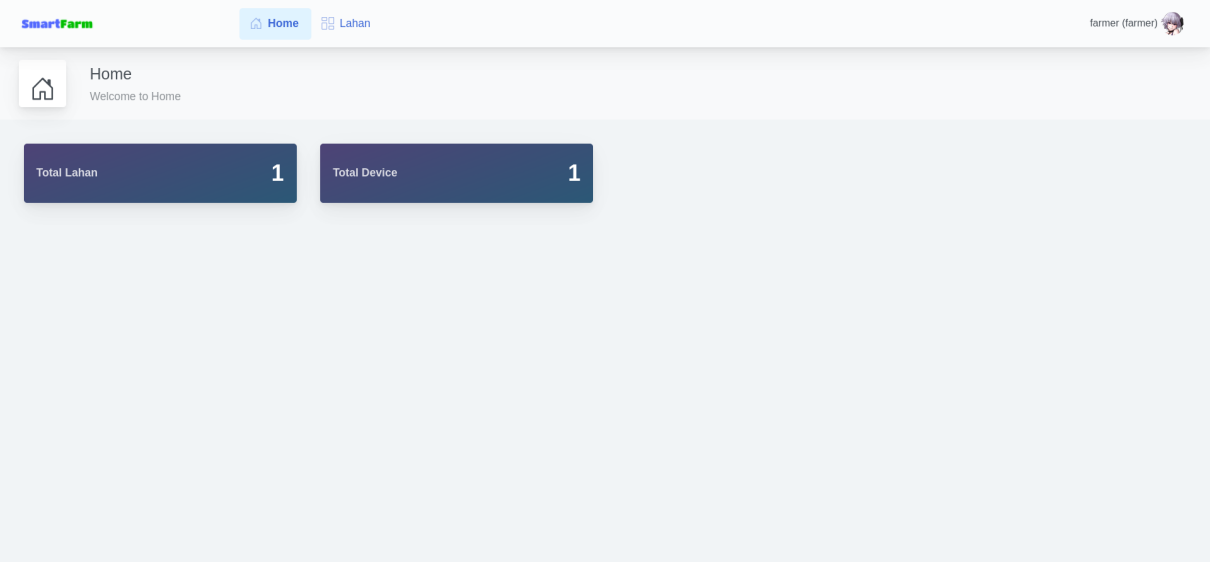 SmartFarm
Home
Lahan
farmer (farmer)
Home
Welcome to Home
Total Lahan
1
Total Device
1